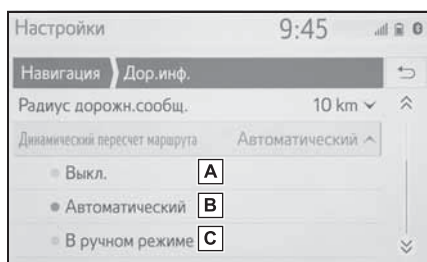 Настройки 9:45 0
Навигация Дор.инф.
Радиус дорожн.сообщ. 10 km
Динамический пересчет маршрута Автоматический
Выкл. A
Автоматический B
В ручном режиме C